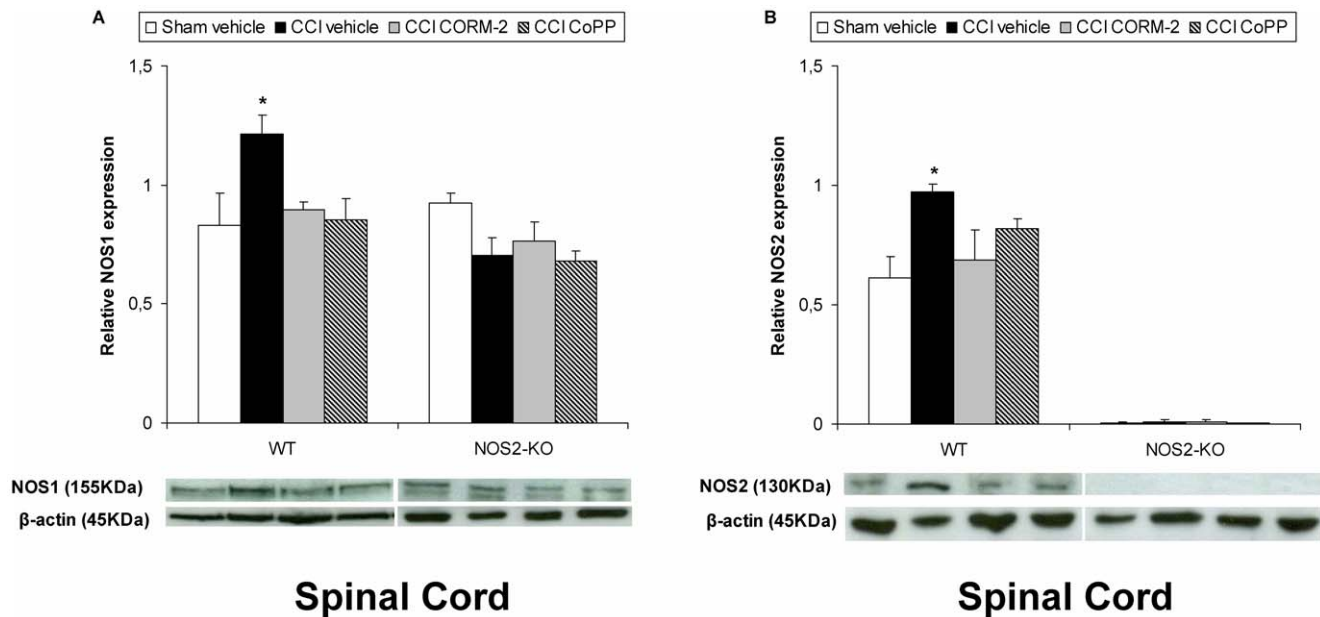 A
Sham vehicle CCI vehicle CCI CORM-2 CCI CoPP
1,5
1
0,5
0
Relative NOS1 expression
*
WT NOS2-KO
NOS1 (155KDa)
β-actin (45KDa)
Spinal Cord
B
Sham vehicle CCI vehicle CCI CORM-2 CCI CoPP
1,5
1
0,5
0
Relative NOS2 expression
*
WT NOS2-KO
NOS2 (130KDa)
β-actin (45KDa)
Spinal Cord